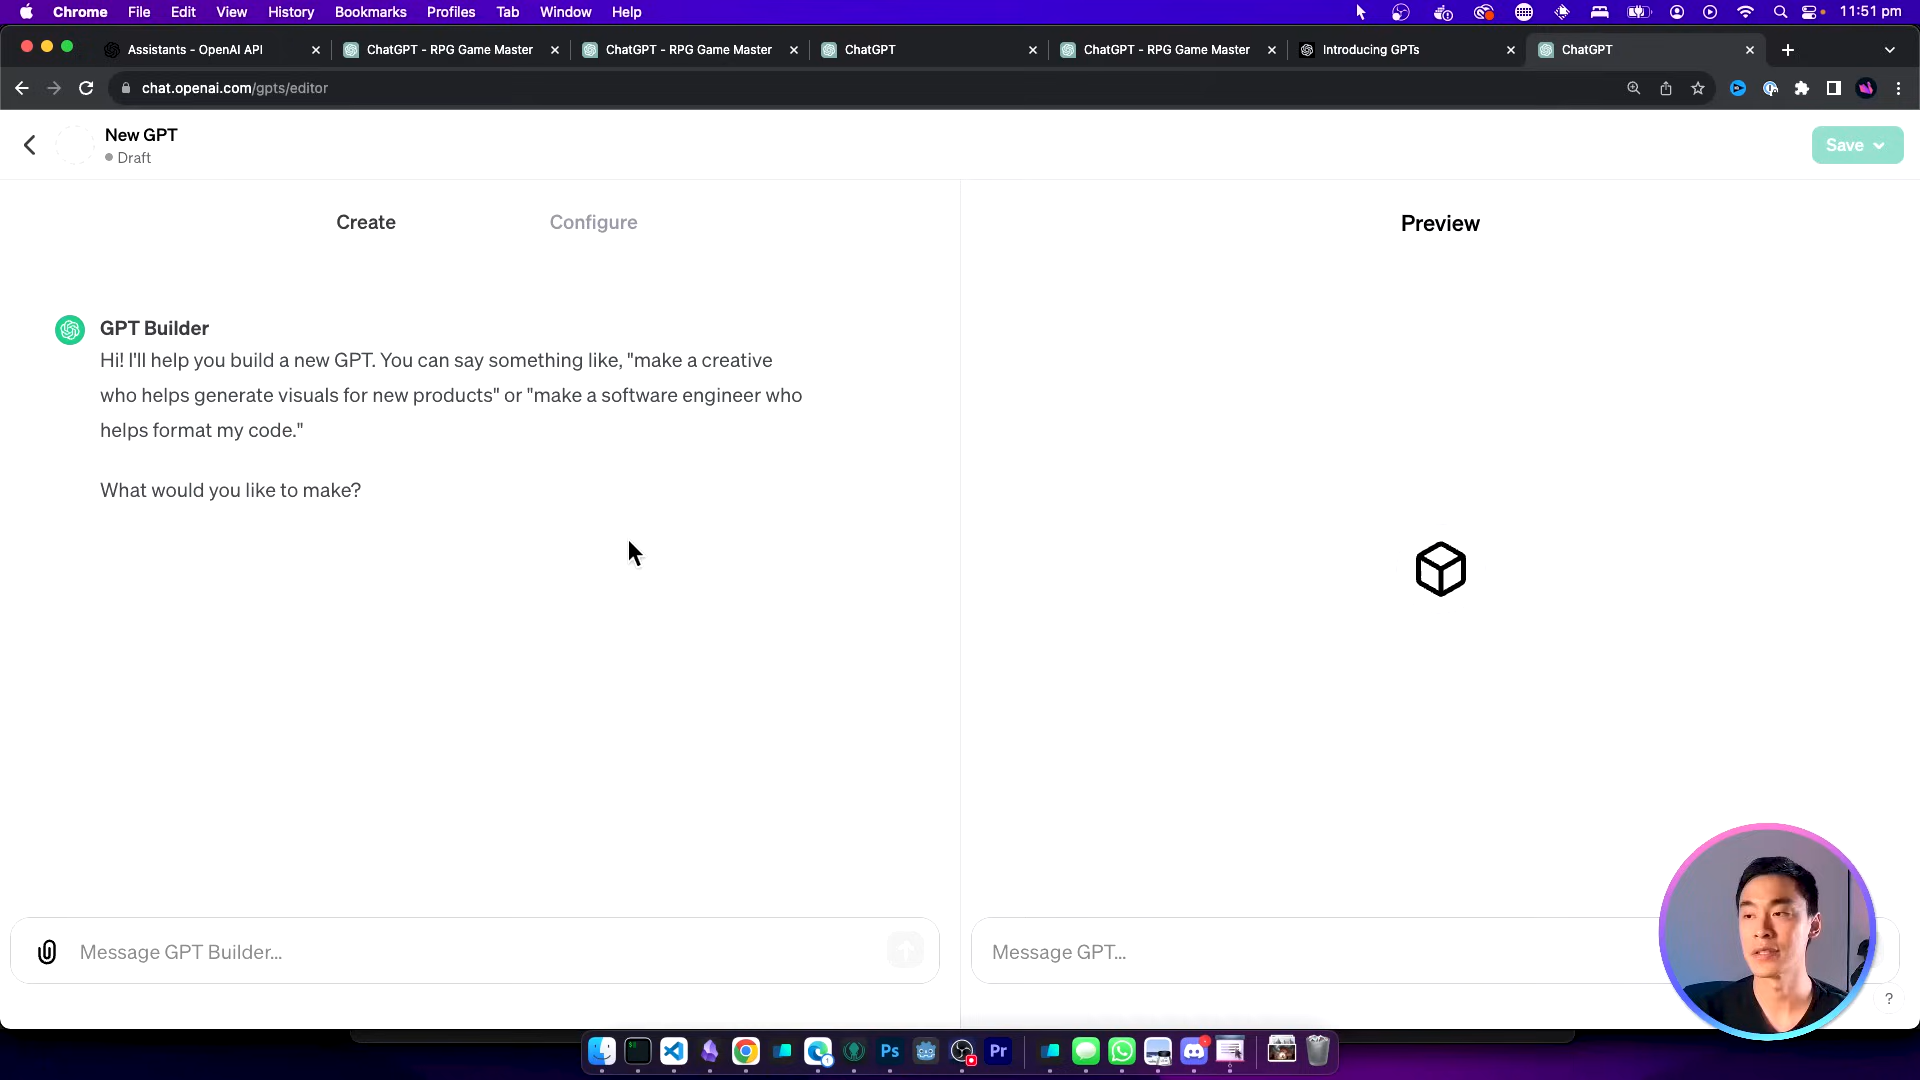 Chrome File Edit View History Bookmarks Profiles Tab Window Help 11:51 pm
Assistants - OpenAI API ChatGPT - RPG Game Master ChatGPT - RPG Game Master ChatGPT ChatGPT - RPG Game Master Introducing GPTs ChatGPT
chat.openai.com/gpts/editor
New GPT
Draft
Save
Create Configure Preview
GPT Builder
Hi! I'll help you build a new GPT. You can say something like, "make a creative
who helps generate visuals for new products" or "make a software engineer who
helps format my code."
What would you like to make?
Message GPT Builder...
Message GPT...
?
Ps
Pr